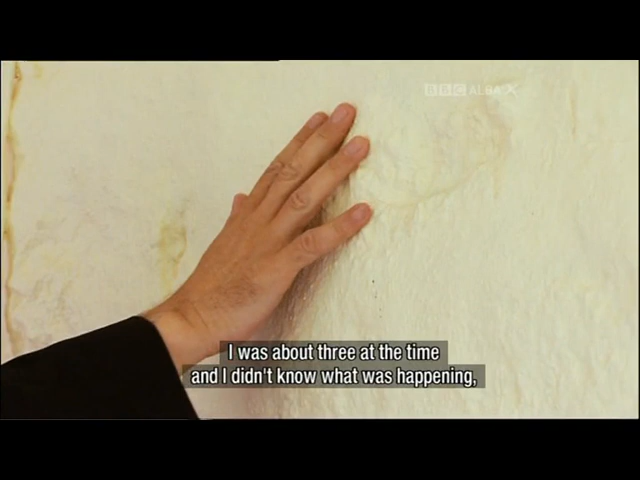 BBC ALBA
I was about three at the time
and I didn't know what was happening,